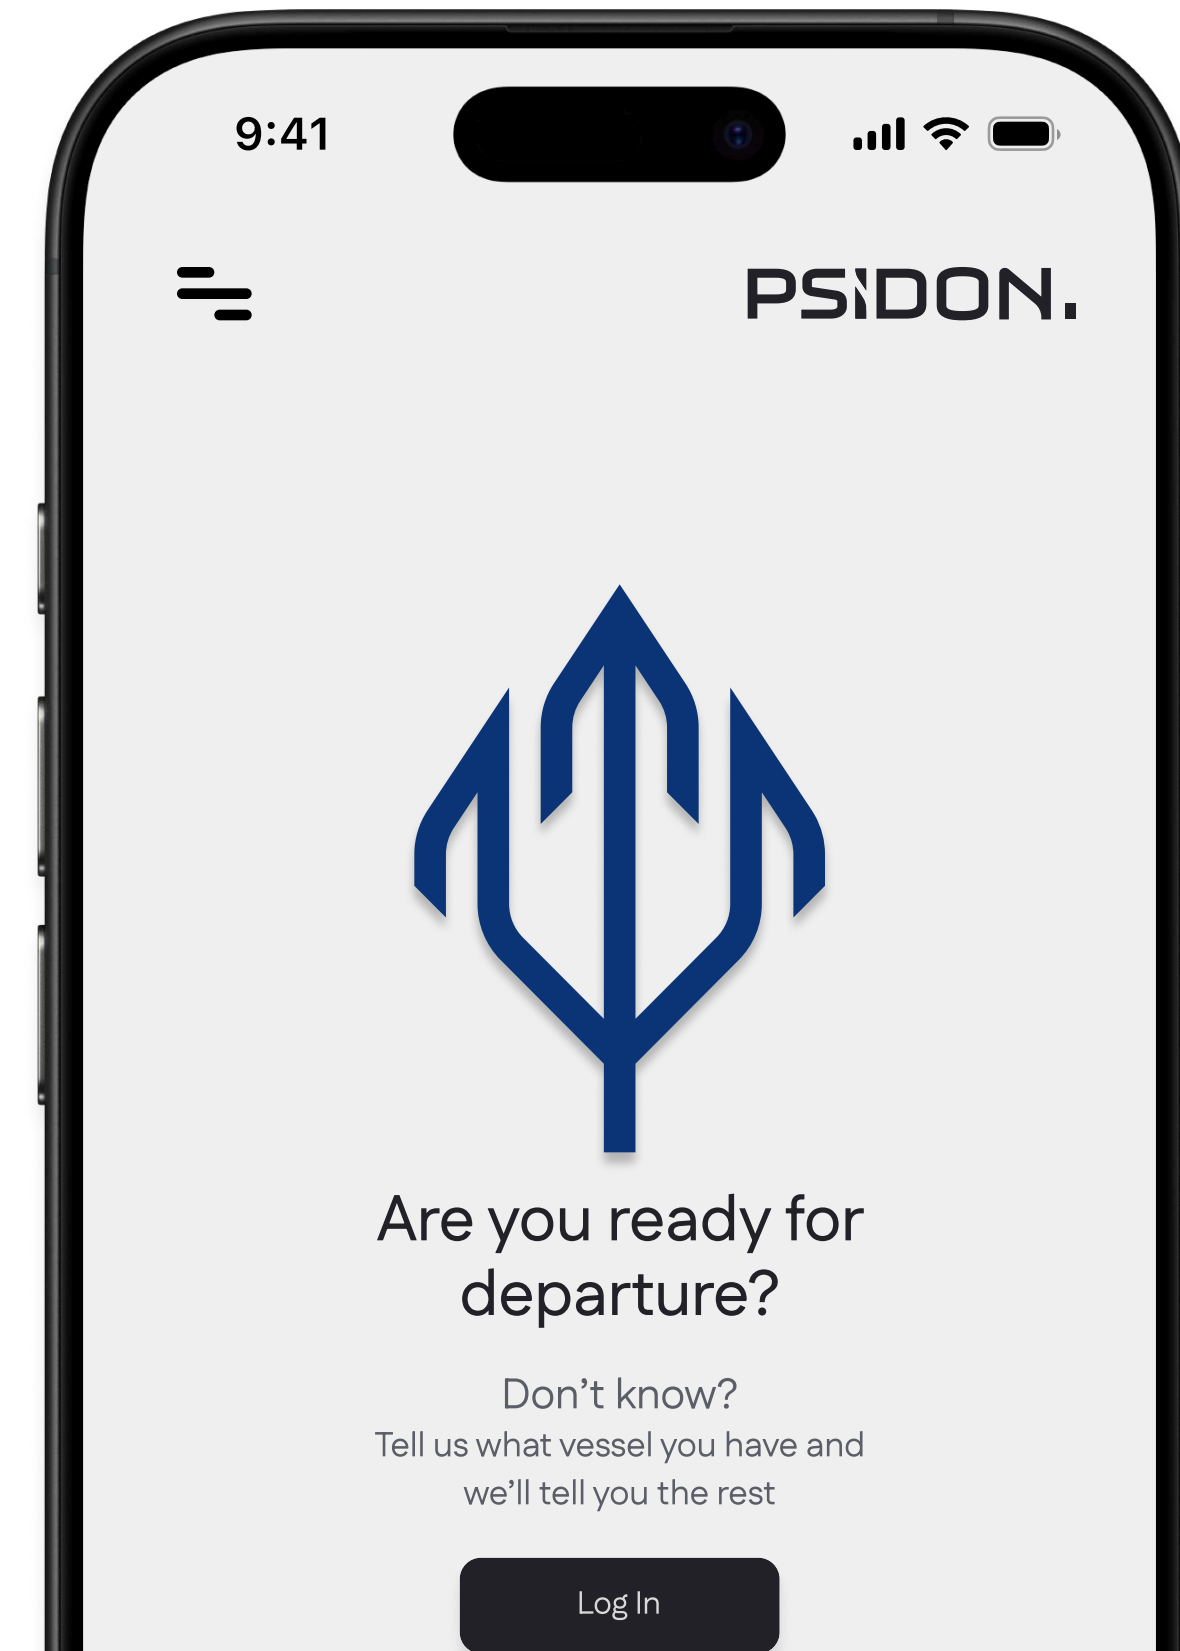 9:41
PSiDON.
Are you ready for
departure?
Don’t know?
Tell us what vessel you have and
we’ll tell you the rest
Log In